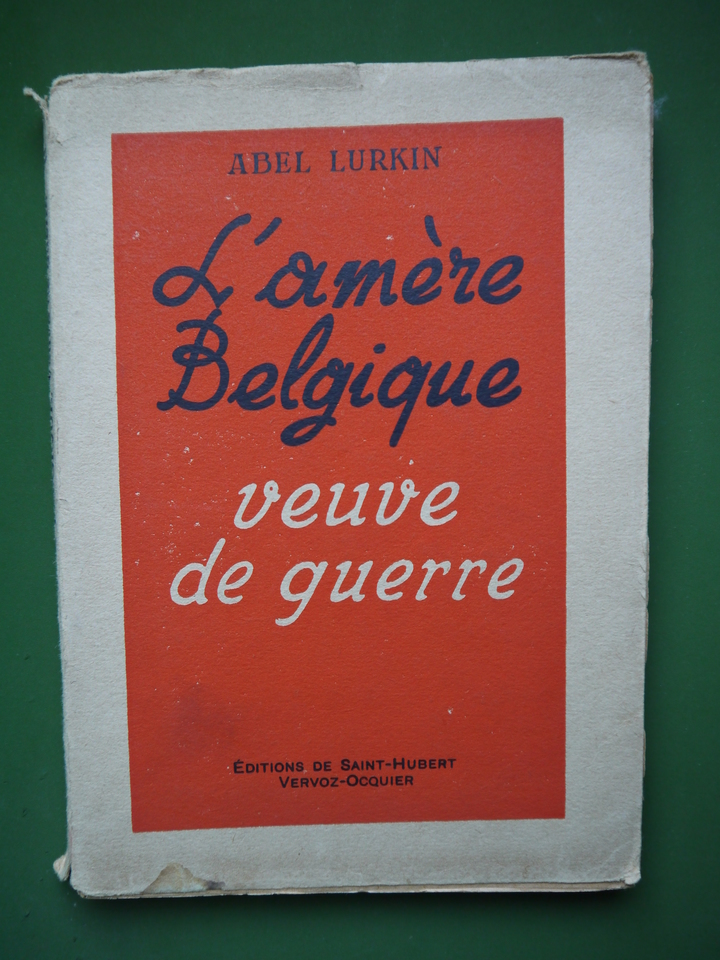 ABEL LURKIN
L'amère
Belgique
veuve
de guerre
ÉDITIONS DE SAINT-HUBERT
VERVOZ-OCQUIER